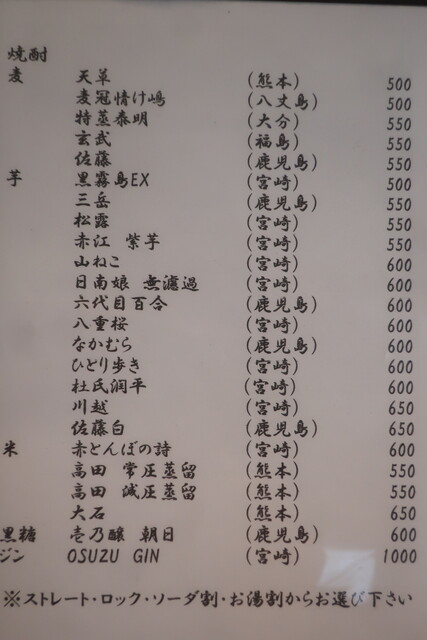 焼酎
麦 天草 (熊本) 500
麦冠情け嶋 (八丈島) 500
特蒸泰明 (大分) 550
玄武 (福島) 550
佐藤 (鹿児島) 550
芋 黒霧島EX (宮崎) 500
三岳 (鹿児島) 550
松露 (宮崎) 550
赤江 紫芋 (宮崎) 550
山ねこ (宮崎) 600
日南娘 無濾過 (宮崎) 600
六代目百合 (鹿児島) 600
八重桜 (宮崎) 600
なかむら (鹿児島) 600
ひとり歩き (宮崎) 600
杜氏潤平 (宮崎) 600
川越 (宮崎) 650
佐藤白 (鹿児島) 650
米 赤とんぼの詩 (宮崎) 600
高田 常圧蒸留 (熊本) 550
高田 減圧蒸留 (熊本) 550
大石 (熊本) 650
黒糖 壱乃醸 朝日 (鹿児島) 600
ジン OSUZU GIN (宮崎) 1000
※ストレート・ロック・ソーダ割・お湯割からお選び下さい